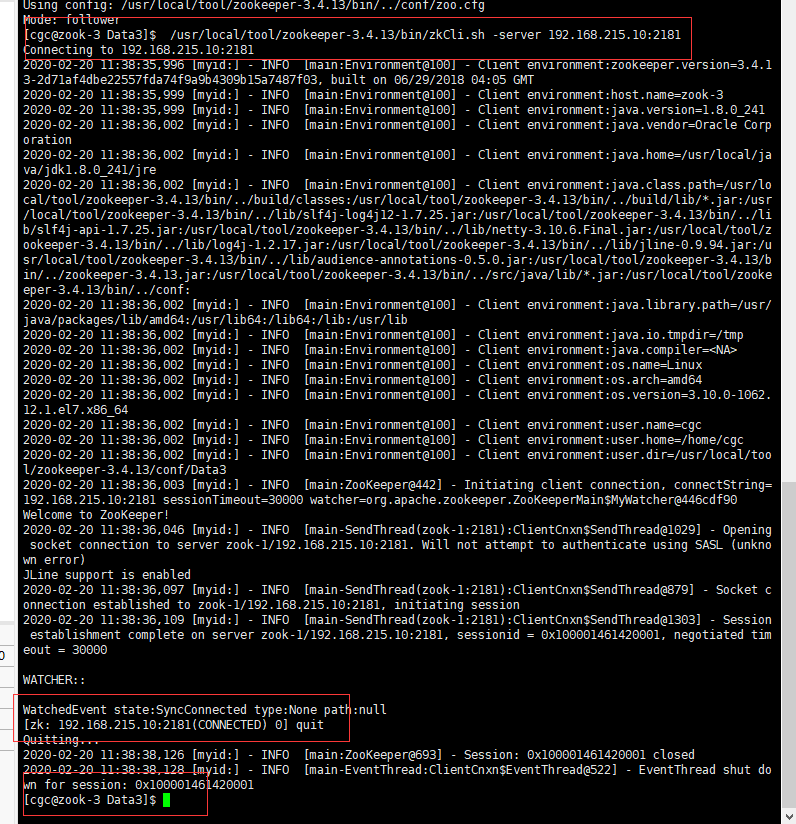 Using config: /usr/local/tool/zookeeper-3.4.13/bin/../conf/zoo.cfg
Mode: follower
[cgc@zook-3 Data3]$  /usr/local/tool/zookeeper-3.4.13/bin/zkCli.sh -server 192.168.215.10:2181
Connecting to 192.168.215.10:2181
2020-02-20 11:38:35,996 [myid:] - INFO  [main:Environment@100] - Client environment:zookeeper.version=3.4.1
3-2d71af4dbe22557fda74f9a9b4309b15a7487f03, built on 06/29/2018 04:05 GMT
2020-02-20 11:38:35,999 [myid:] - INFO  [main:Environment@100] - Client environment:host.name=zook-3
2020-02-20 11:38:35,999 [myid:] - INFO  [main:Environment@100] - Client environment:java.version=1.8.0_241
2020-02-20 11:38:36,002 [myid:] - INFO  [main:Environment@100] - Client environment:java.vendor=Oracle Corp
oration
2020-02-20 11:38:36,002 [myid:] - INFO  [main:Environment@100] - Client environment:java.home=/usr/local/ja
va/jdk1.8.0_241/jre
2020-02-20 11:38:36,002 [myid:] - INFO  [main:Environment@100] - Client environment:java.class.path=/usr/lo
cal/tool/zookeeper-3.4.13/bin/../build/classes:/usr/local/tool/zookeeper-3.4.13/bin/../build/lib/*.jar:/usr
/local/tool/zookeeper-3.4.13/bin/../lib/slf4j-log4j12-1.7.25.jar:/usr/local/tool/zookeeper-3.4.13/bin/../li
b/slf4j-api-1.7.25.jar:/usr/local/tool/zookeeper-3.4.13/bin/../lib/netty-3.10.6.Final.jar:/usr/local/tool/z
ookeeper-3.4.13/bin/../lib/log4j-1.2.17.jar:/usr/local/tool/zookeeper-3.4.13/bin/../lib/jline-0.9.94.jar:/u
sr/local/tool/zookeeper-3.4.13/bin/../lib/audience-annotations-0.5.0.jar:/usr/local/tool/zookeeper-3.4.13/b
in/../zookeeper-3.4.13.jar:/usr/local/tool/zookeeper-3.4.13/bin/../src/java/lib/*.jar:/usr/local/tool/zooke
eper-3.4.13/bin/../conf:
2020-02-20 11:38:36,002 [myid:] - INFO  [main:Environment@100] - Client environment:java.library.path=/usr/
java/packages/lib/amd64:/usr/lib64:/lib64:/lib:/usr/lib
2020-02-20 11:38:36,002 [myid:] - INFO  [main:Environment@100] - Client environment:java.io.tmpdir=/tmp
2020-02-20 11:38:36,002 [myid:] - INFO  [main:Environment@100] - Client environment:java.compiler=<NA>
2020-02-20 11:38:36,002 [myid:] - INFO  [main:Environment@100] - Client environment:os.name=Linux
2020-02-20 11:38:36,002 [myid:] - INFO  [main:Environment@100] - Client environment:os.arch=amd64
2020-02-20 11:38:36,002 [myid:] - INFO  [main:Environment@100] - Client environment:os.version=3.10.0-1062.
12.1.el7.x86_64
2020-02-20 11:38:36,002 [myid:] - INFO  [main:Environment@100] - Client environment:user.name=cgc
2020-02-20 11:38:36,002 [myid:] - INFO  [main:Environment@100] - Client environment:user.home=/home/cgc
2020-02-20 11:38:36,002 [myid:] - INFO  [main:Environment@100] - Client environment:user.dir=/usr/local/too
l/zookeeper-3.4.13/conf/Data3
2020-02-20 11:38:36,003 [myid:] - INFO  [main:ZooKeeper@442] - Initiating client connection, connectString=
192.168.215.10:2181 sessionTimeout=30000 watcher=org.apache.zookeeper.ZooKeeperMain$MyWatcher@446cdf90
Welcome to ZooKeeper!
2020-02-20 11:38:36,046 [myid:] - INFO  [main-SendThread(zook-1:2181):ClientCnxn$SendThread@1029] - Opening
 socket connection to server zook-1/192.168.215.10:2181. Will not attempt to authenticate using SASL (unkno
wn error)
JLine support is enabled
2020-02-20 11:38:36,097 [myid:] - INFO  [main-SendThread(zook-1:2181):ClientCnxn$SendThread@879] - Socket c
onnection established to zook-1/192.168.215.10:2181, initiating session
2020-02-20 11:38:36,109 [myid:] - INFO  [main-SendThread(zook-1:2181):ClientCnxn$SendThread@1303] - Session
 establishment complete on server zook-1/192.168.215.10:2181, sessionid = 0x100001461420001, negotiated tim
eout = 30000
WATCHER::
WatchedEvent state:SyncConnected type:None path:null
[zk: 192.168.215.10:2181(CONNECTED) 0] quit
Quitting...
2020-02-20 11:38:38,126 [myid:] - INFO  [main:ZooKeeper@693] - Session: 0x100001461420001 closed
2020-02-20 11:38:38,128 [myid:] - INFO  [main-EventThread:ClientCnxn$EventThread@522] - EventThread shut do
wn for session: 0x100001461420001
[cgc@zook-3 Data3]$